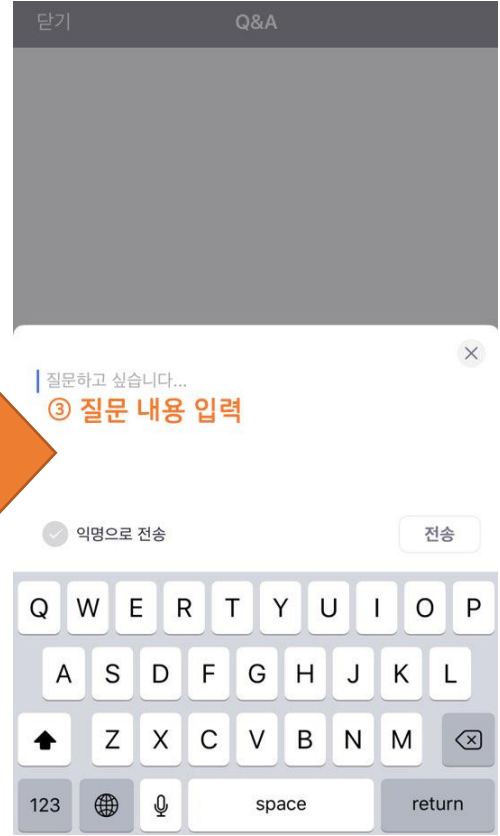 닫기 Q&A
질문하고 싶습니다...
③ 질문 내용 입력
익명으로 전송 전송
Q W E R T Y U I O P
A S D F G H J K L
Z X C V B N M
123 space return